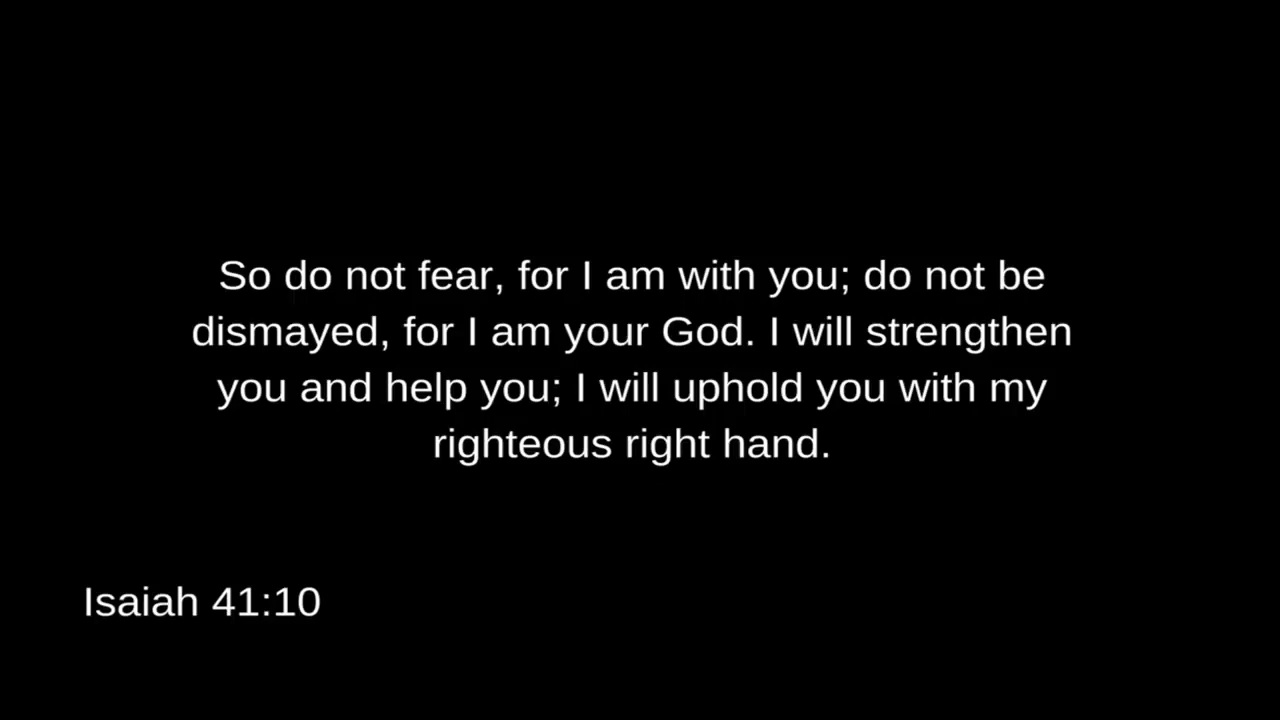 So do not fear, for I am with you; do not be
dismayed, for I am your God. I will strengthen
you and help you; I will uphold you with my
righteous right hand.
Isaiah 41:10